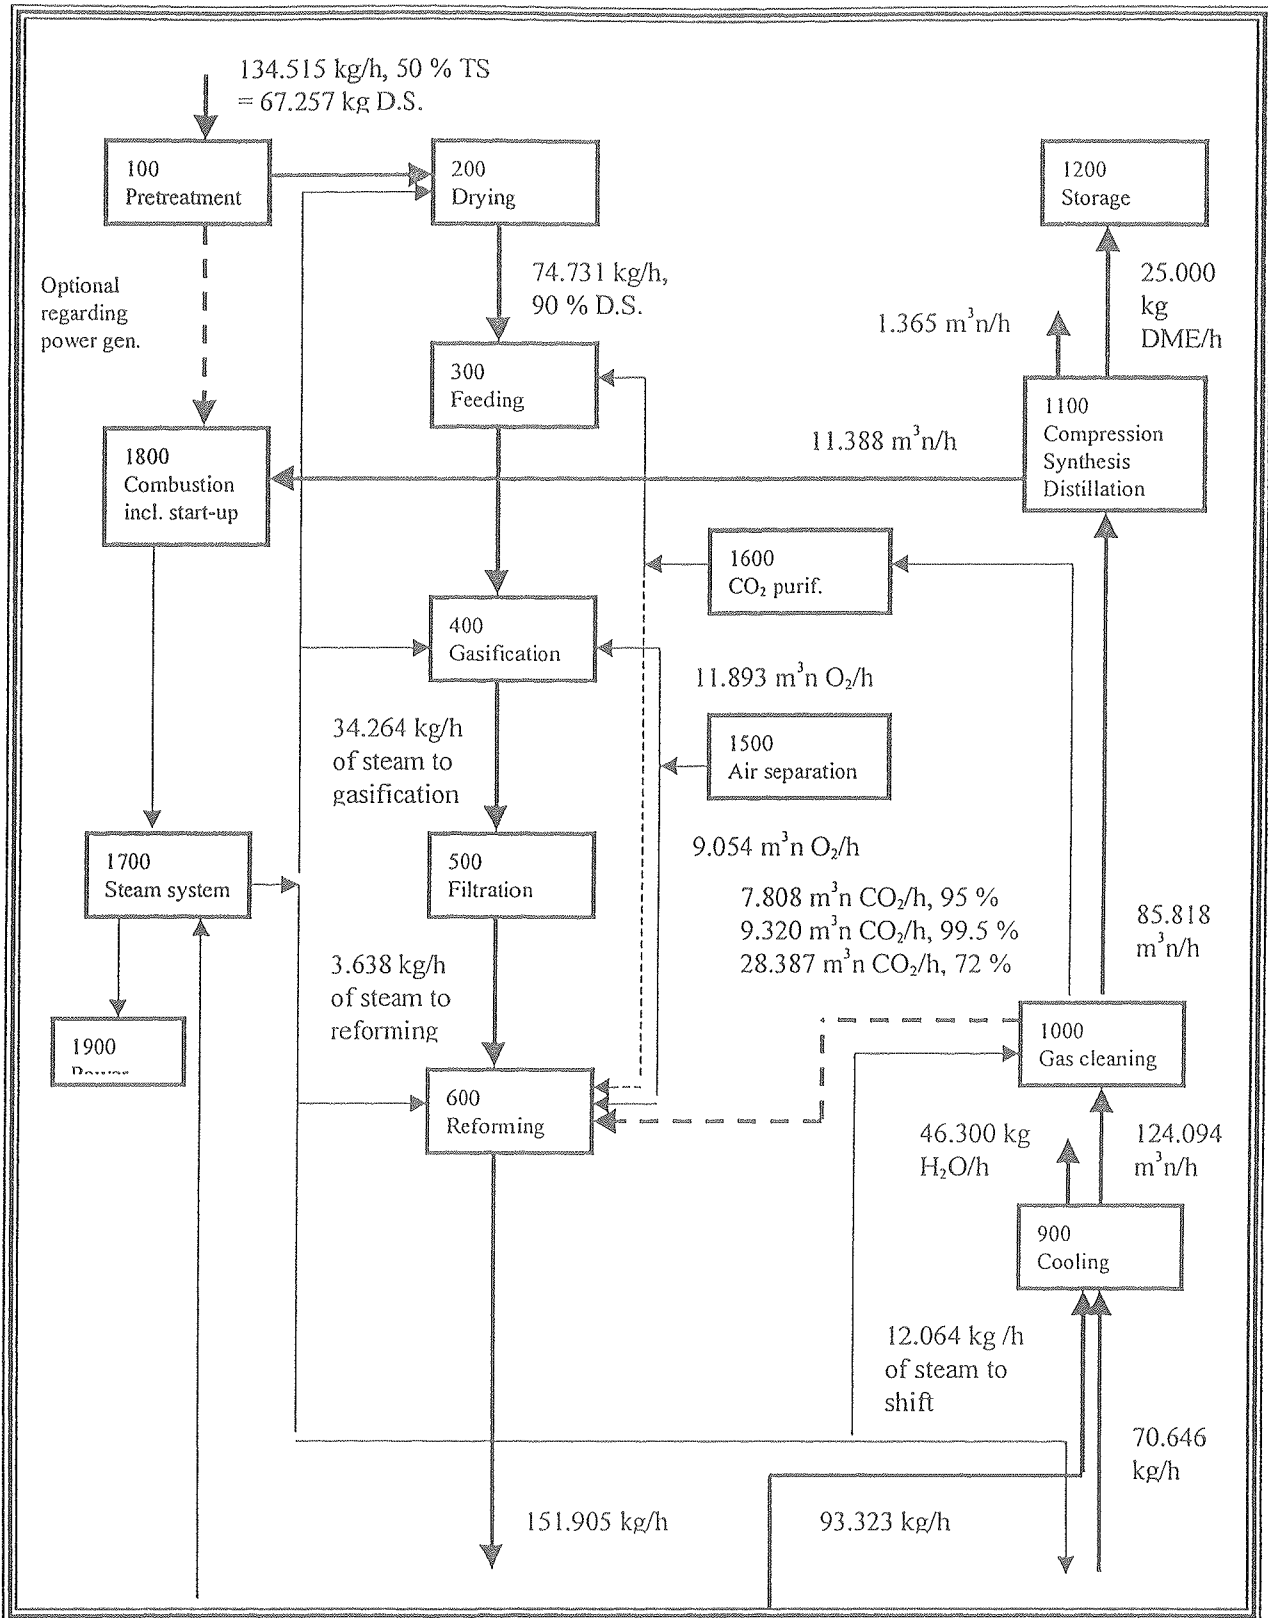 134.515 kg/h, 50 % TS
= 67.257 kg D.S.
100
Pretreatment
200
Drying
1200
Storage
Optional
regarding
power gen.
74.731 kg/h,
90 % D.S.
1.365 m³n/h
25.000
kg
DME/h
300
Feeding
1100
Compression
Synthesis
Distillation
1800
Combustion
incl. start-up
11.388 m³n/h
1600
CO₂ purif.
400
Gasification
11.893 m³n O₂/h
34.264 kg/h
of steam to
gasification
1500
Air separation
1700
Steam system
500
Filtration
9.054 m³n O₂/h
7.808 m³n CO₂/h, 95 %
9.320 m³n CO₂/h, 99.5 %
28.387 m³n CO₂/h, 72 %
85.818
m³n/h
3.638 kg/h
of steam to
reforming
1900
Power
1000
Gas cleaning
600
Reforming
46.300 kg
H₂O/h
124.094
m³n/h
900
Cooling
12.064 kg /h
of steam to
shift
70.646
kg/h
151.905 kg/h
93.323 kg/h